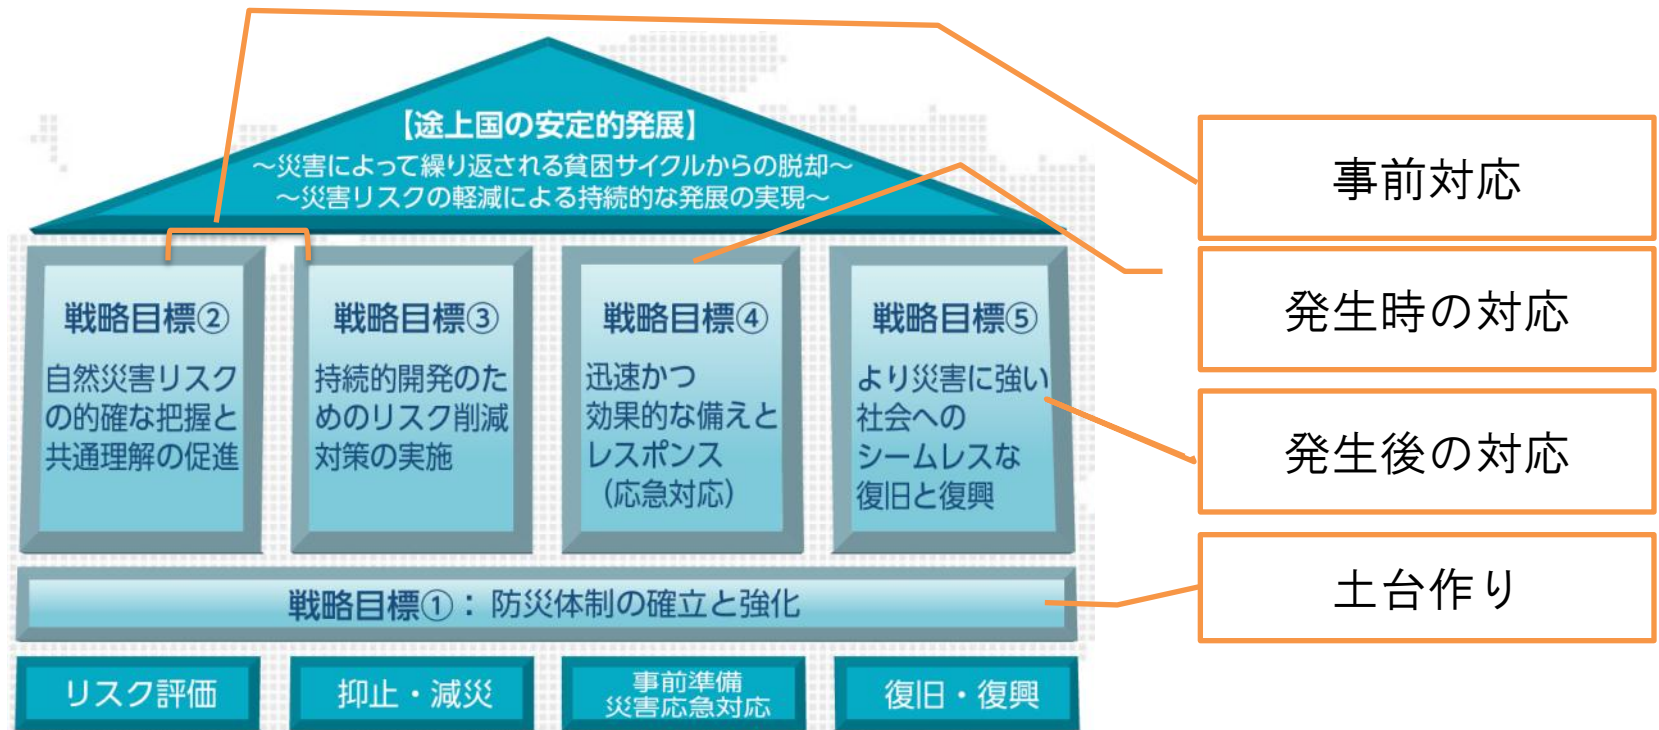 【途上国の安定的発展】
～災害によって繰り返される貧困サイクルからの脱却～
～災害リスクの軽減による持続的な発展の実現～
戦略目標②
自然災害リスク
の的確な把握と
共通理解の促進
戦略目標③
持続的開発のた
めのリスク削減
対策の実施
戦略目標④
迅速かつ
効果的な備えと
レスポンス
（応急対応）
戦略目標⑤
より災害に強い
社会への
シームレスな
復旧と復興
戦略目標①：防災体制の確立と強化
リスク評価
抑止・減災
事前準備
災害応急対応
復旧・復興
事前対応
発生時の対応
発生後の対応
土台作り